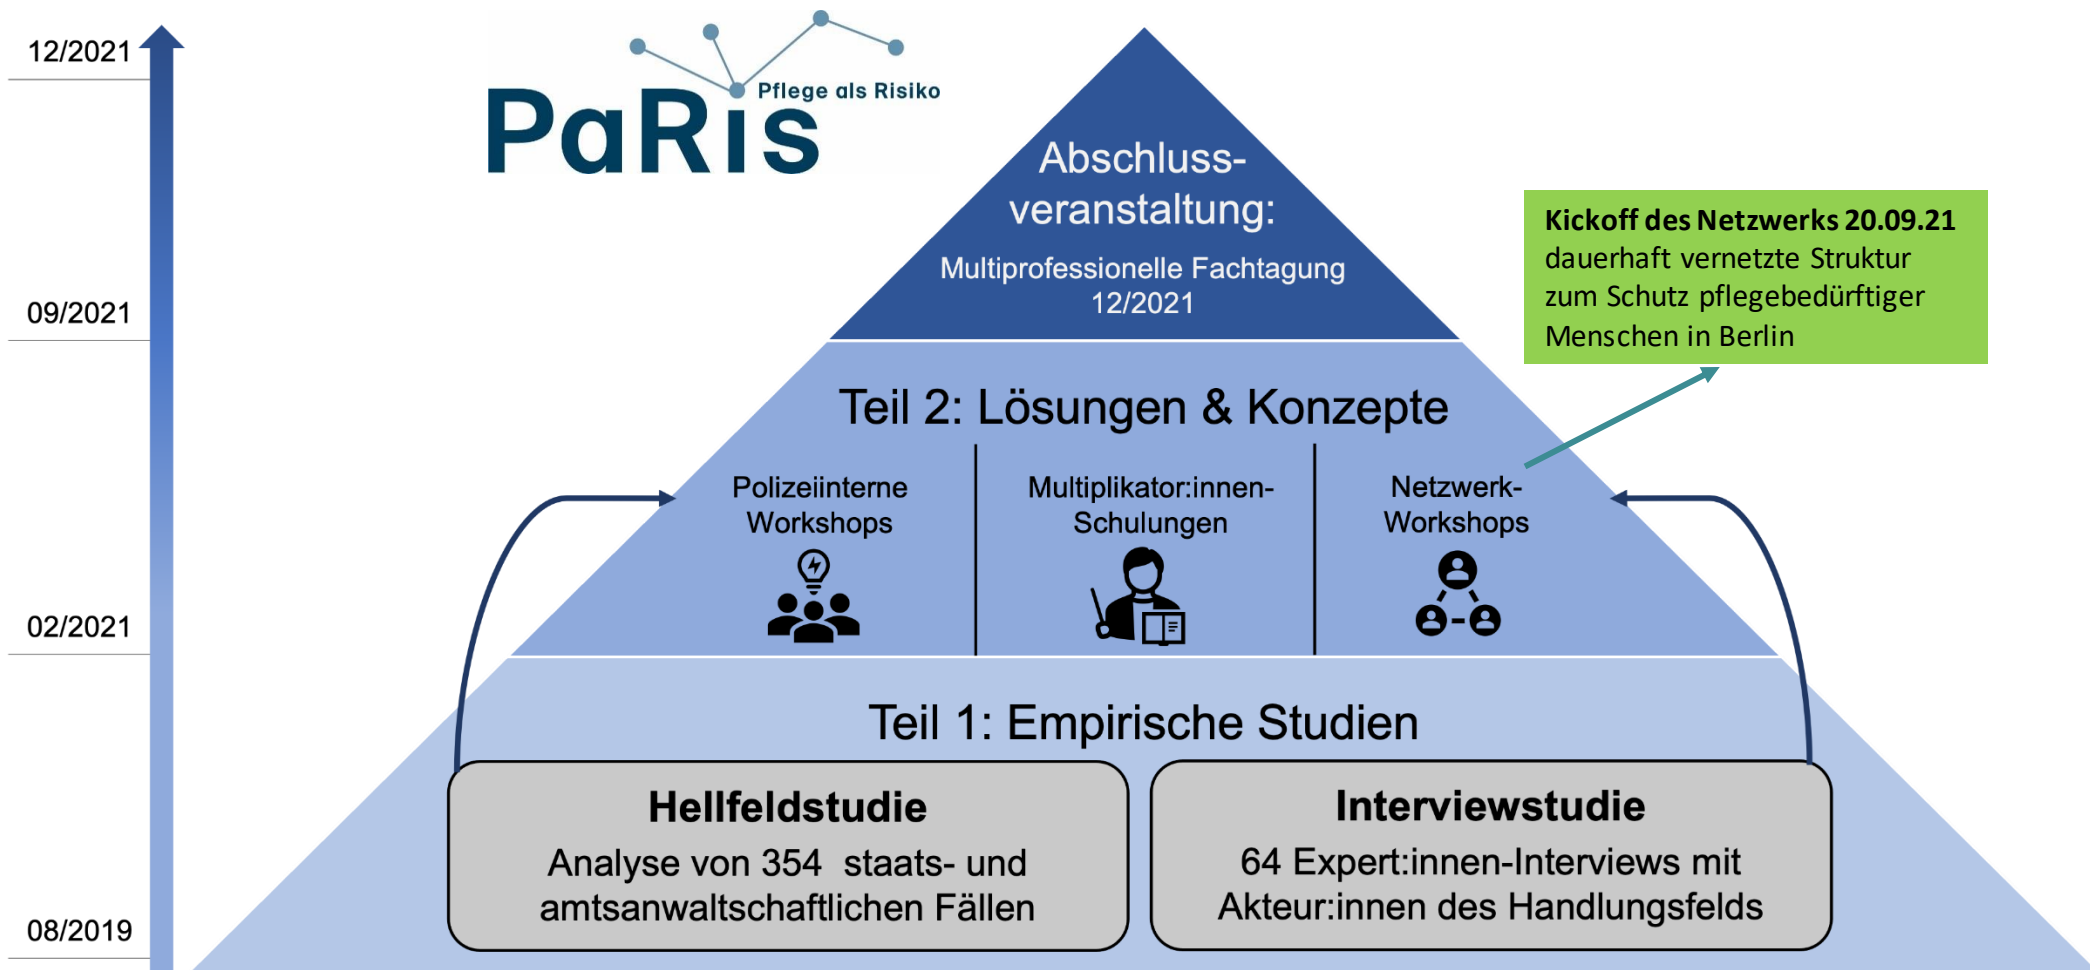 12/2021
09/2021
02/2021
08/2019
PaRis
Pflege als Risiko
Abschluss-
veranstaltung:
Multiprofessionelle Fachtagung
12/2021
Kickoff des Netzwerks 20.09.21
dauerhaft vernetzte Struktur
zum Schutz pflegebedürftiger
Menschen in Berlin
Teil 2: Lösungen & Konzepte
Polizeiinterne
Workshops
Multiplikator:innen-
Schulungen
Netzwerk-
Workshops
Teil 1: Empirische Studien
Hellfeldstudie
Analyse von 354 staats- und
amtsanwaltschaftlichen Fällen
Interviewstudie
64 Expert:innen-Interviews mit
Akteur:innen des Handlungsfelds